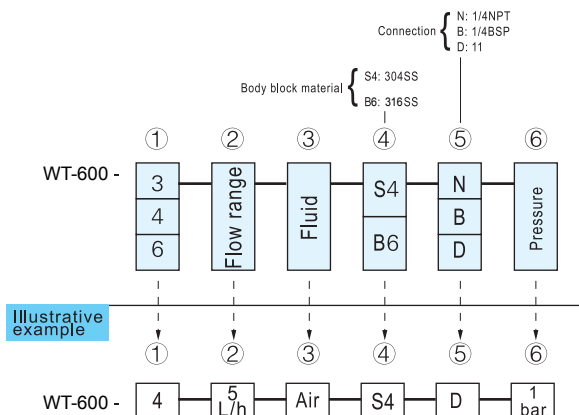 N: 1/4NPT
Connection { B: 1/4BSP
D: 11
S4: 304SS
Body block material {
B6: 316SS
① ② ③ ④ ⑤ ⑥
WT-600 - 3 Flow range Fluid S4 N Pressure
4 B
6 B6 D
Illustrative
example
① ② ③ ④ ⑤ ⑥
WT-600 - 4 5 L/h Air S4 D 1 bar